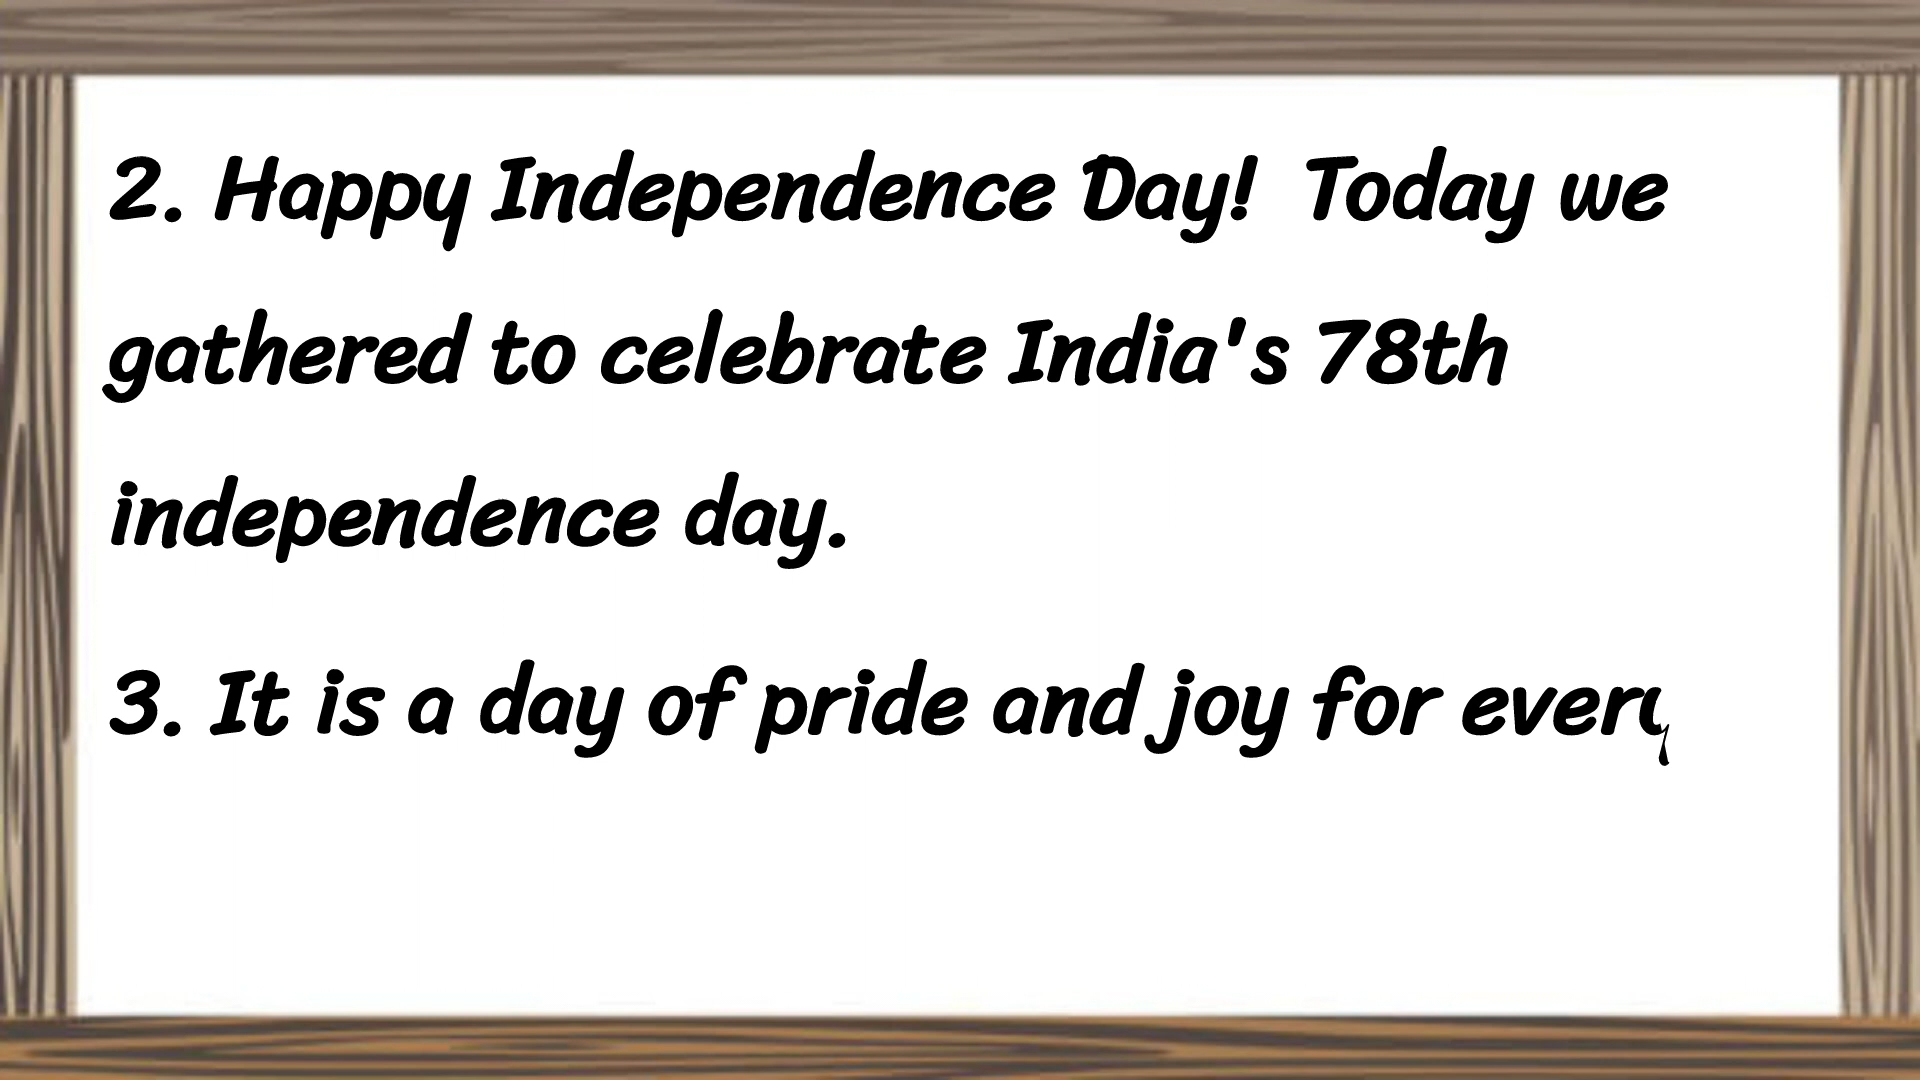 2. Happy Independence Day! Today we
gathered to celebrate India's 78th
independence day.
3. It is a day of pride and joy for every